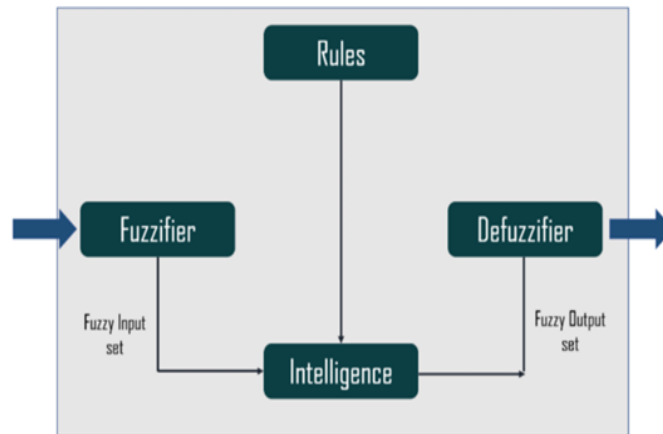 Rules
Fuzzifier
Defuzzifier
Fuzzy Input
set
Fuzzy Output
set
Intelligence